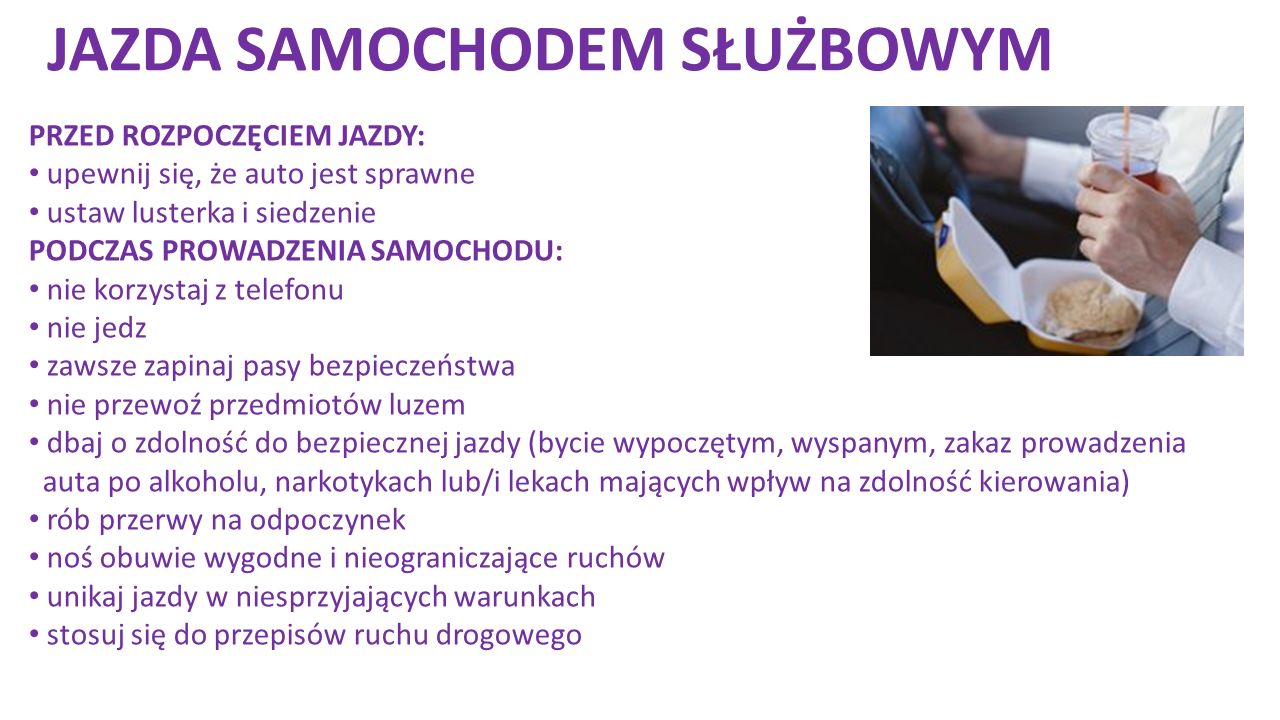 JAZDA SAMOCHODEM SŁUŻBOWYM
PRZED ROZPOCZĘCIEM JAZDY:
• upewnij się, że auto jest sprawne
• ustaw lusterka i siedzenie
PODCZAS PROWADZENIA SAMOCHODU:
• nie korzystaj z telefonu
• nie jedz
• zawsze zapinaj pasy bezpieczeństwa
• nie przewoź przedmiotów luzem
• dbaj o zdolność do bezpiecznej jazdy (bycie wypoczętym, wyspanym, zakaz prowadzenia
auta po alkoholu, narkotykach lub/i lekach mających wpływ na zdolność kierowania)
• rób przerwy na odpoczynek
• noś obuwie wygodne i nieograniczające ruchów
• unikaj jazdy w niesprzyjających warunkach
• stosuj się do przepisów ruchu drogowego